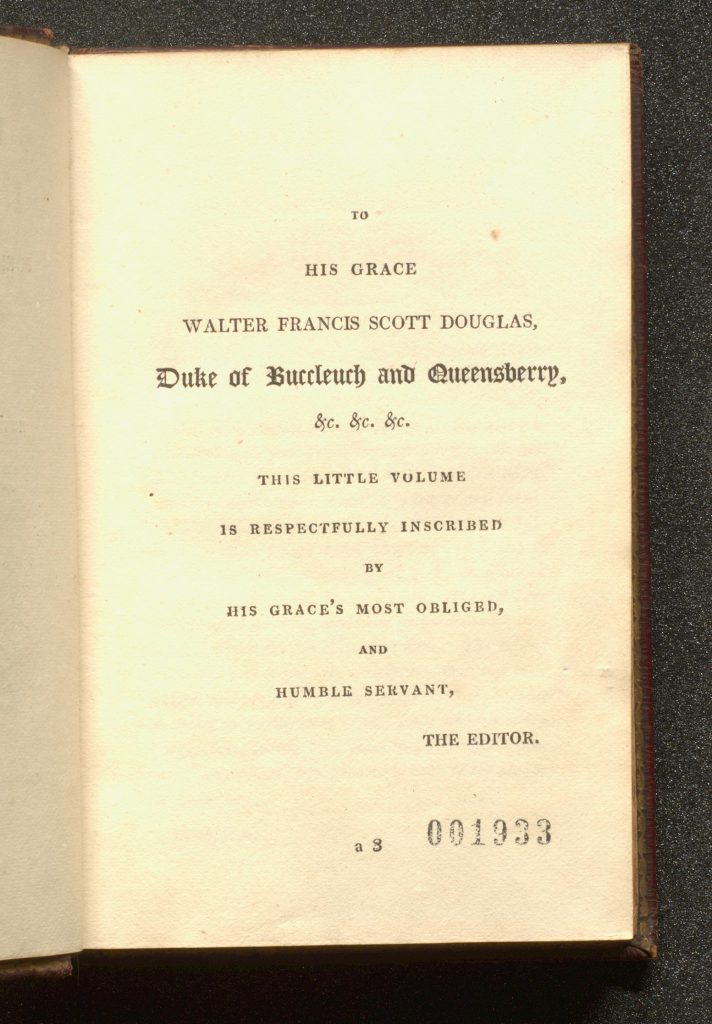 TO
HIS GRACE
WALTER FRANCIS SCOTT DOUGLAS,
Duke of Buccleuch and Queensberry,
&c. &c. &c.
THIS LITTLE VOLUME
IS RESPECTFULLY INSCRIBED
BY
HIS GRACE'S MOST OBLIGED,
AND
HUMBLE SERVANT,
THE EDITOR.
a 3 001933